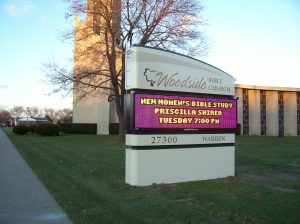 Woodside BIBLE
CHURCH
NEW WOMEN'S BIBLE STUDY
PRISCILLA SHIRER
TUESDAY 7:00 PM
27300 WARREN